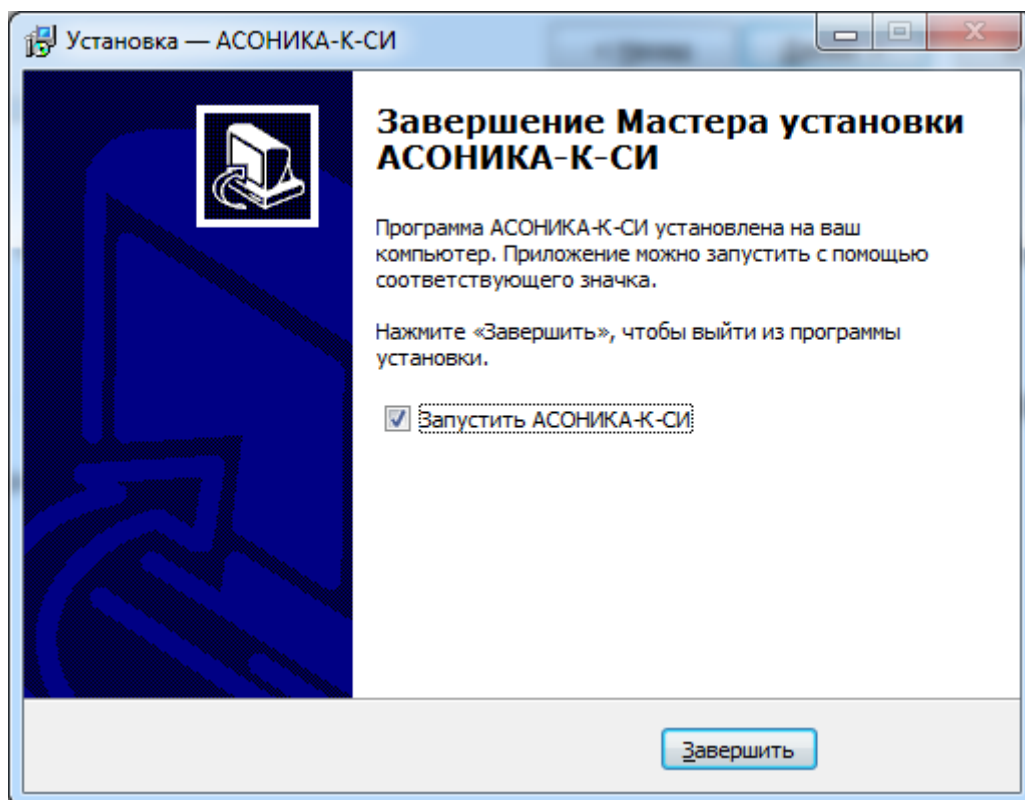 Установка — АСОНИКА-К-СИ
Завершение Мастера установки
АСОНИКА-К-СИ
Программа АСОНИКА-К-СИ установлена на ваш
компьютер. Приложение можно запустить с помощью
соответствующего значка.
Нажмите «Завершить», чтобы выйти из программы
установки.
Запустить АСОНИКА-К-СИ
Завершить